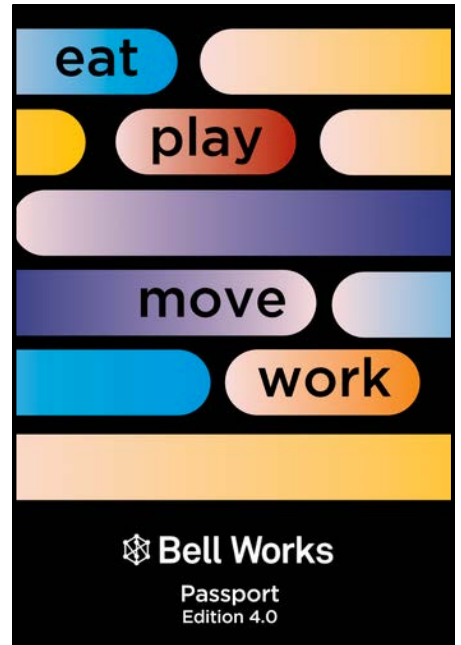 eat
play
move
work
Bell Works
Passport
Edition 4.0